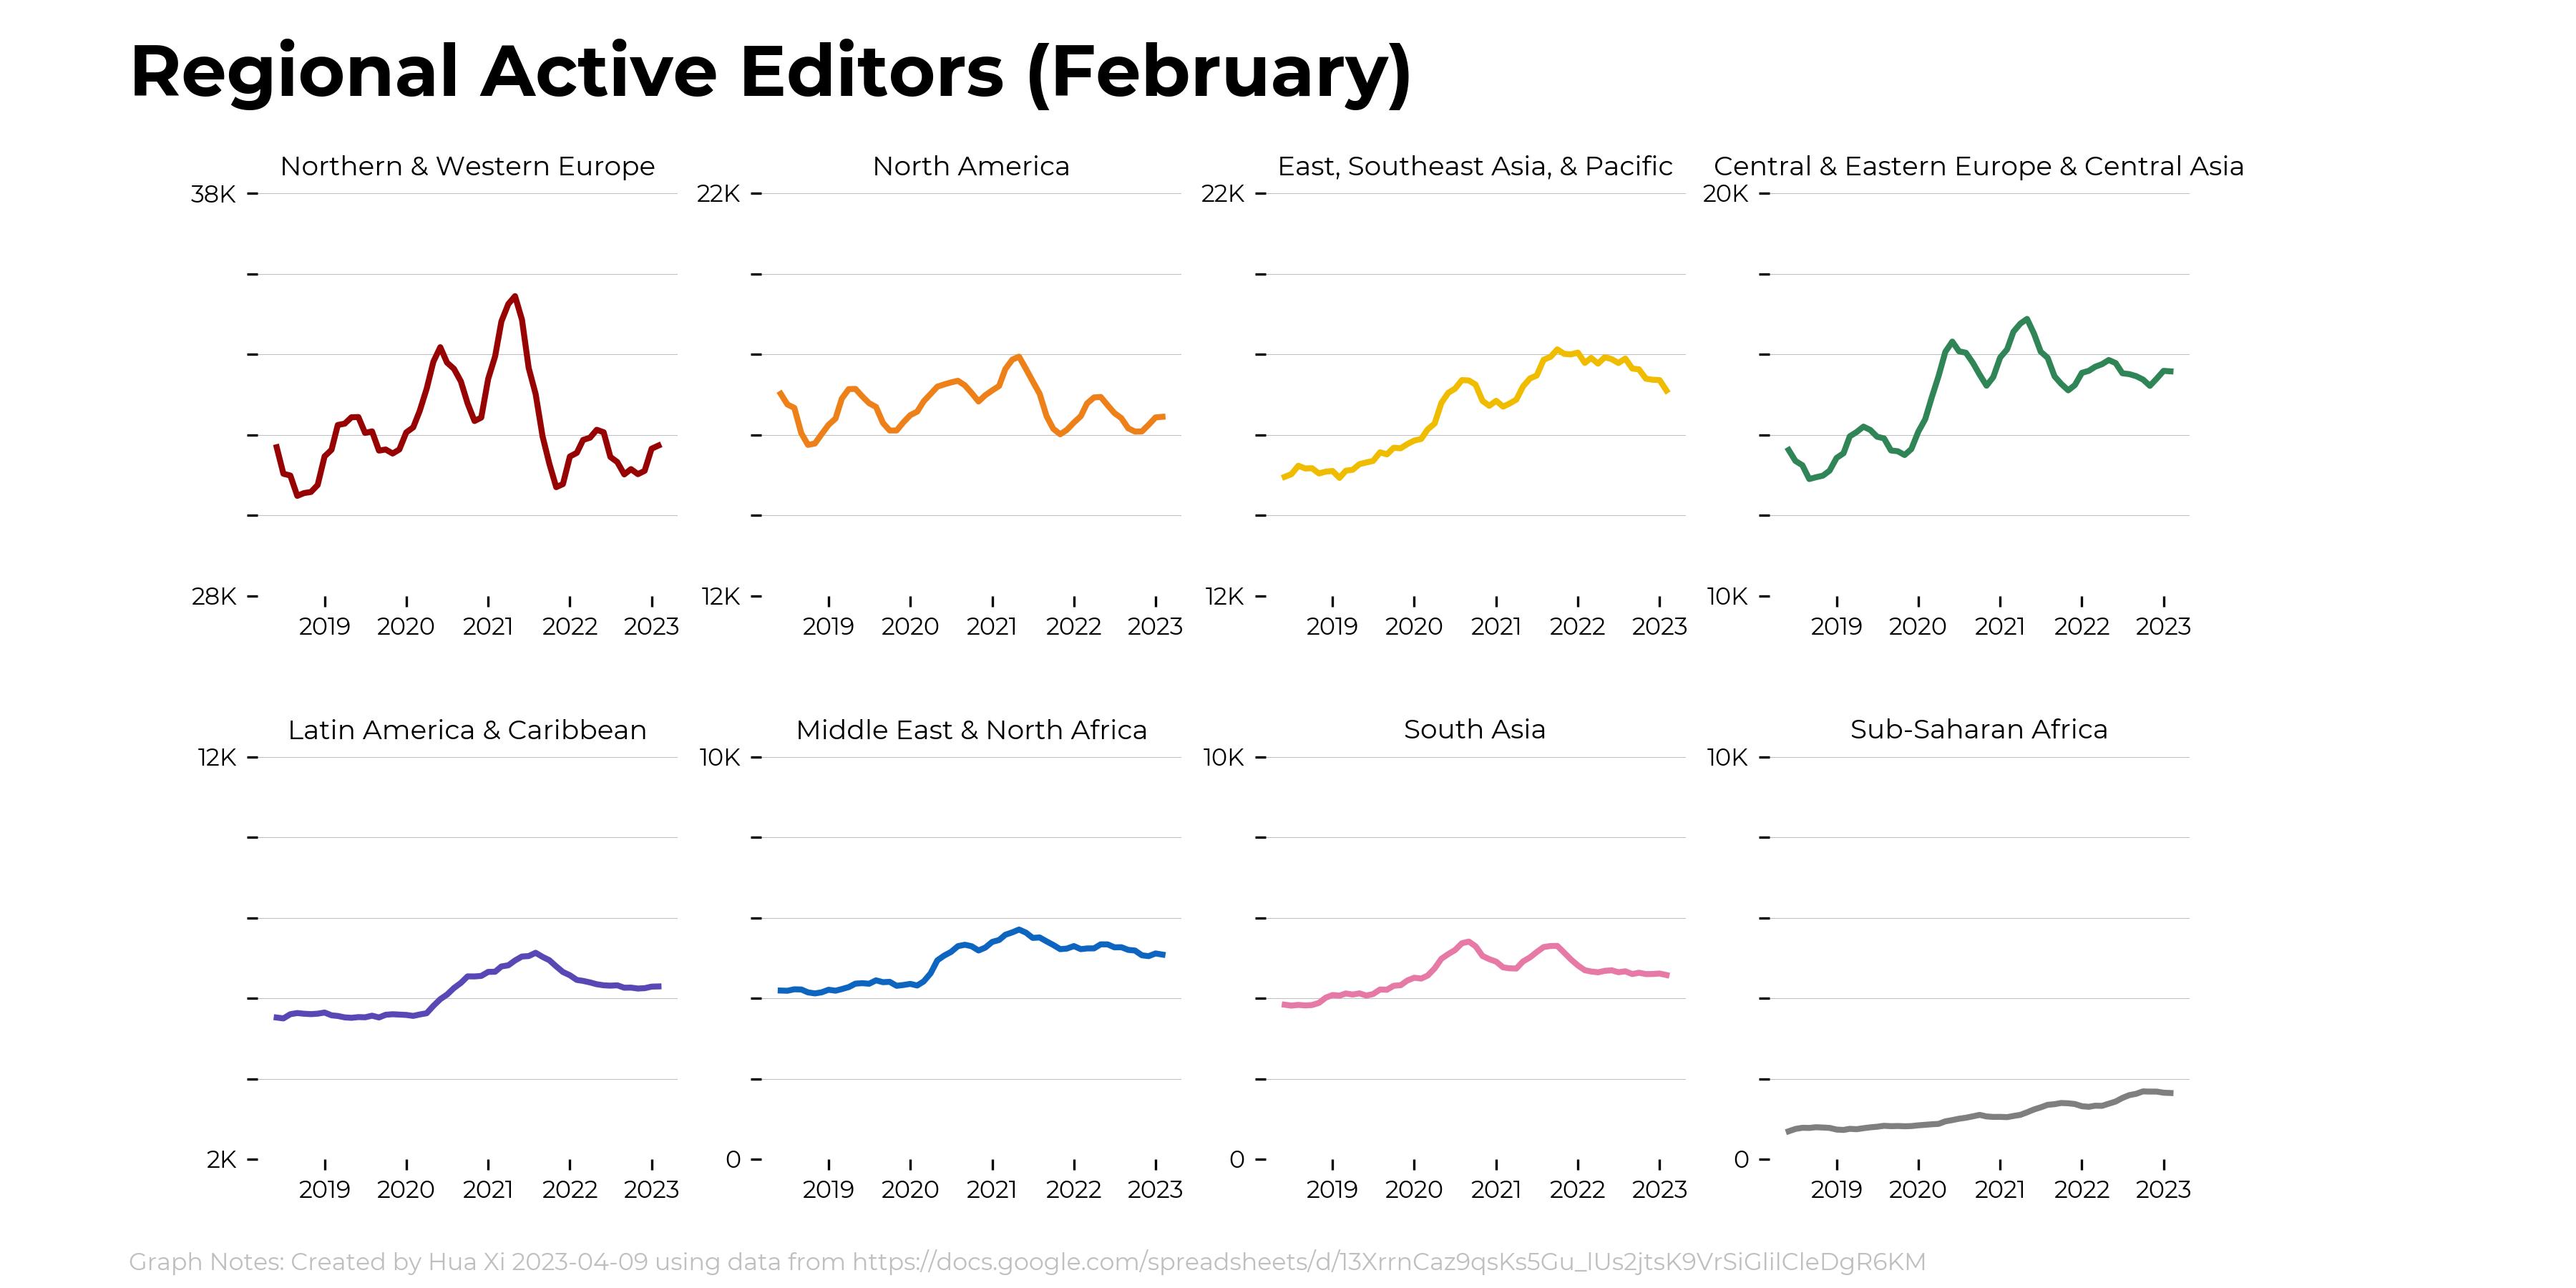 Regional Active Editors (February)
Northern & Western Europe
38K
28K
2019 2020 2021 2022 2023
North America
22K
12K
2019 2020 2021 2022 2023
East, Southeast Asia, & Pacific
22K
12K
2019 2020 2021 2022 2023
Central & Eastern Europe & Central Asia
20K
10K
2019 2020 2021 2022 2023
Latin America & Caribbean
12K
2K
2019 2020 2021 2022 2023
Middle East & North Africa
10K
0
2019 2020 2021 2022 2023
South Asia
10K
0
2019 2020 2021 2022 2023
Sub-Saharan Africa
10K
0
2019 2020 2021 2022 2023
Graph Notes: Created by Hua Xi 2023-04-09 using data from https://docs.google.com/spreadsheets/d/13XrrnCaz9qsKs5Gu_lUs2jtsK9VrSiGlilCleDgR6KM